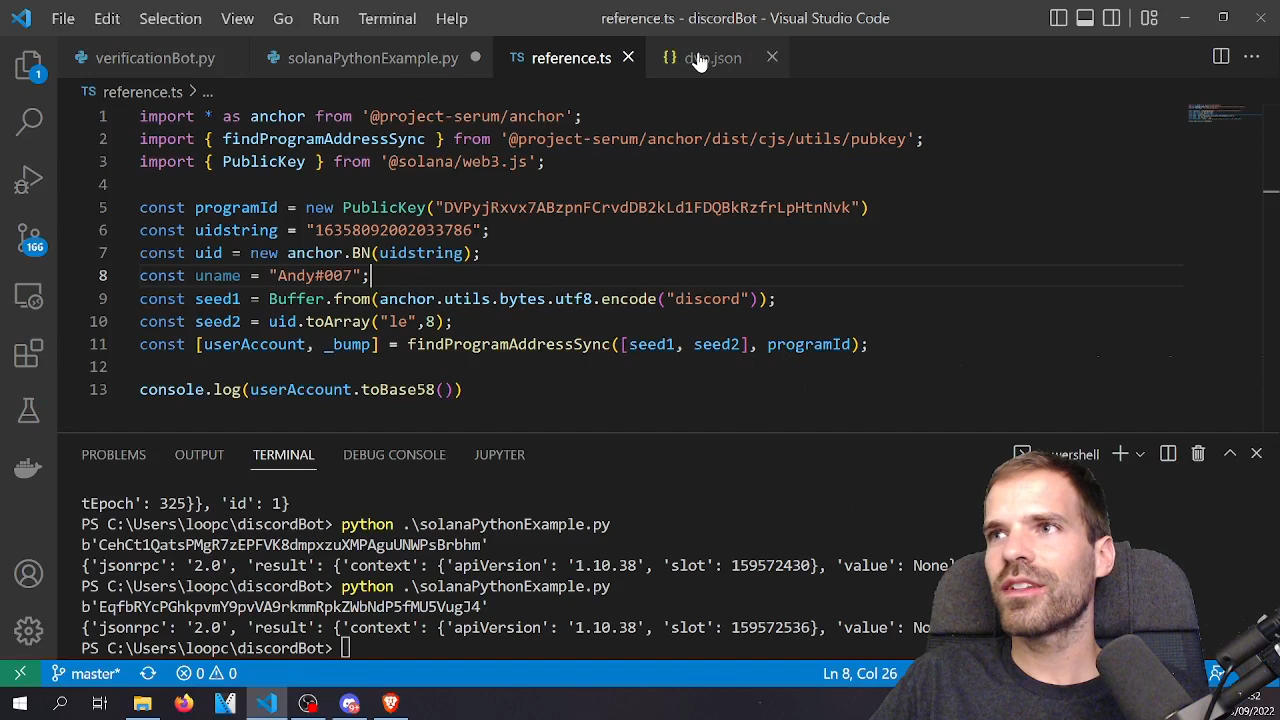 File Edit Selection View Go Run Terminal Help reference.ts - discordBot - Visual Studio Code
verificationBot.py solanaPythonExample.py TS reference.ts {} .json
1
TS reference.ts > ...
1 import * as anchor from '@project-serum/anchor';
2 import { findProgramAddressSync } from '@project-serum/anchor/dist/cjs/utils/pubkey';
3 import { PublicKey } from '@solana/web3.js';
4
5 const programId = new PublicKey("DVPyjRxvx7ABzpnFCrvdDB2kLd1FDQBkRzfrLpHtnNvk")
6 const uidstring = "16358092002033786";
7 const uid = new anchor.BN(uidstring);
166
8 const uname = "Andy#007";
9 const seed1 = Buffer.from(anchor.utils.bytes.utf8.encode("discord"));
10 const seed2 = uid.toArray("le",8);
11 const [userAccount, _bump] = findProgramAddressSync([seed1, seed2], programId);
12
13 console.log(userAccount.toBase58())
PROBLEMS OUTPUT TERMINAL DEBUG CONSOLE JUPYTER
tEpoch': 325}}, 'id': 1}
PS C:\Users\loopc\discordBot> python .\solanaPythonExample.py
b'CehCt1QatsPMgR7zEPFVK8dmpxzuXMPAguUNWPsBrbhm'
{'jsonrpc': '2.0', 'result': {'context': {'apiVersion': '1.10.38', 'slot': 159572430}, 'value': None}
PS C:\Users\loopc\discordBot> python .\solanaPythonExample.py
b'EqfbRYcPGhkpvmY9pvVA9rkmmRpkZWbNdP5fMU5VugJ4'
{'jsonrpc': '2.0', 'result': {'context': {'apiVersion': '1.10.38', 'slot': 159572536}, 'value':
PS C:\Users\loopc\discordBot>
master* 0 0 Ln 8, Col 26